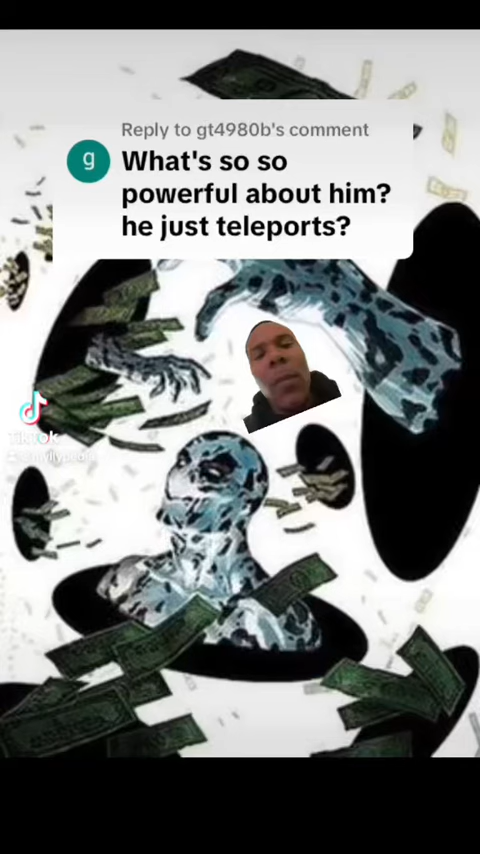 Reply to gt4980b's comment
g
What's so so
powerful about him?
he just teleports?
TikTok